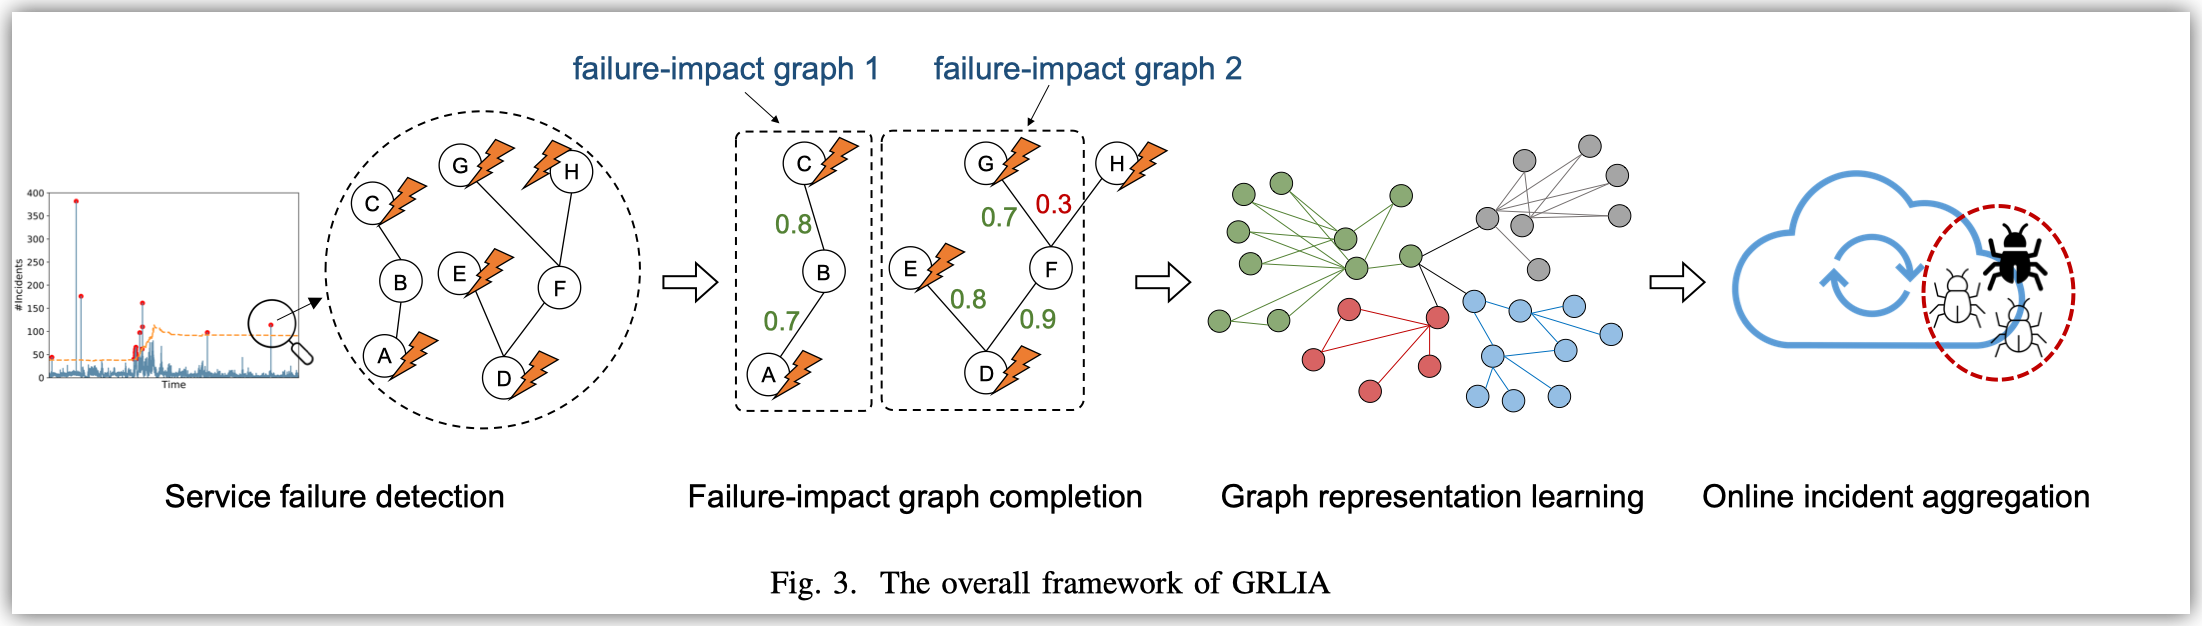 failure-impact graph 1
failure-impact graph 2
400
350
300
250
200
150
100
50
0
#Incidents
Time
C
G
H
B
E
F
A
D
C
0.8
B
0.7
A
G
H
0.7
0.3
E
F
0.8
0.9
D
Service failure detection
Failure-impact graph completion
Graph representation learning
Online incident aggregation
Fig. 3. The overall framework of GRLIA